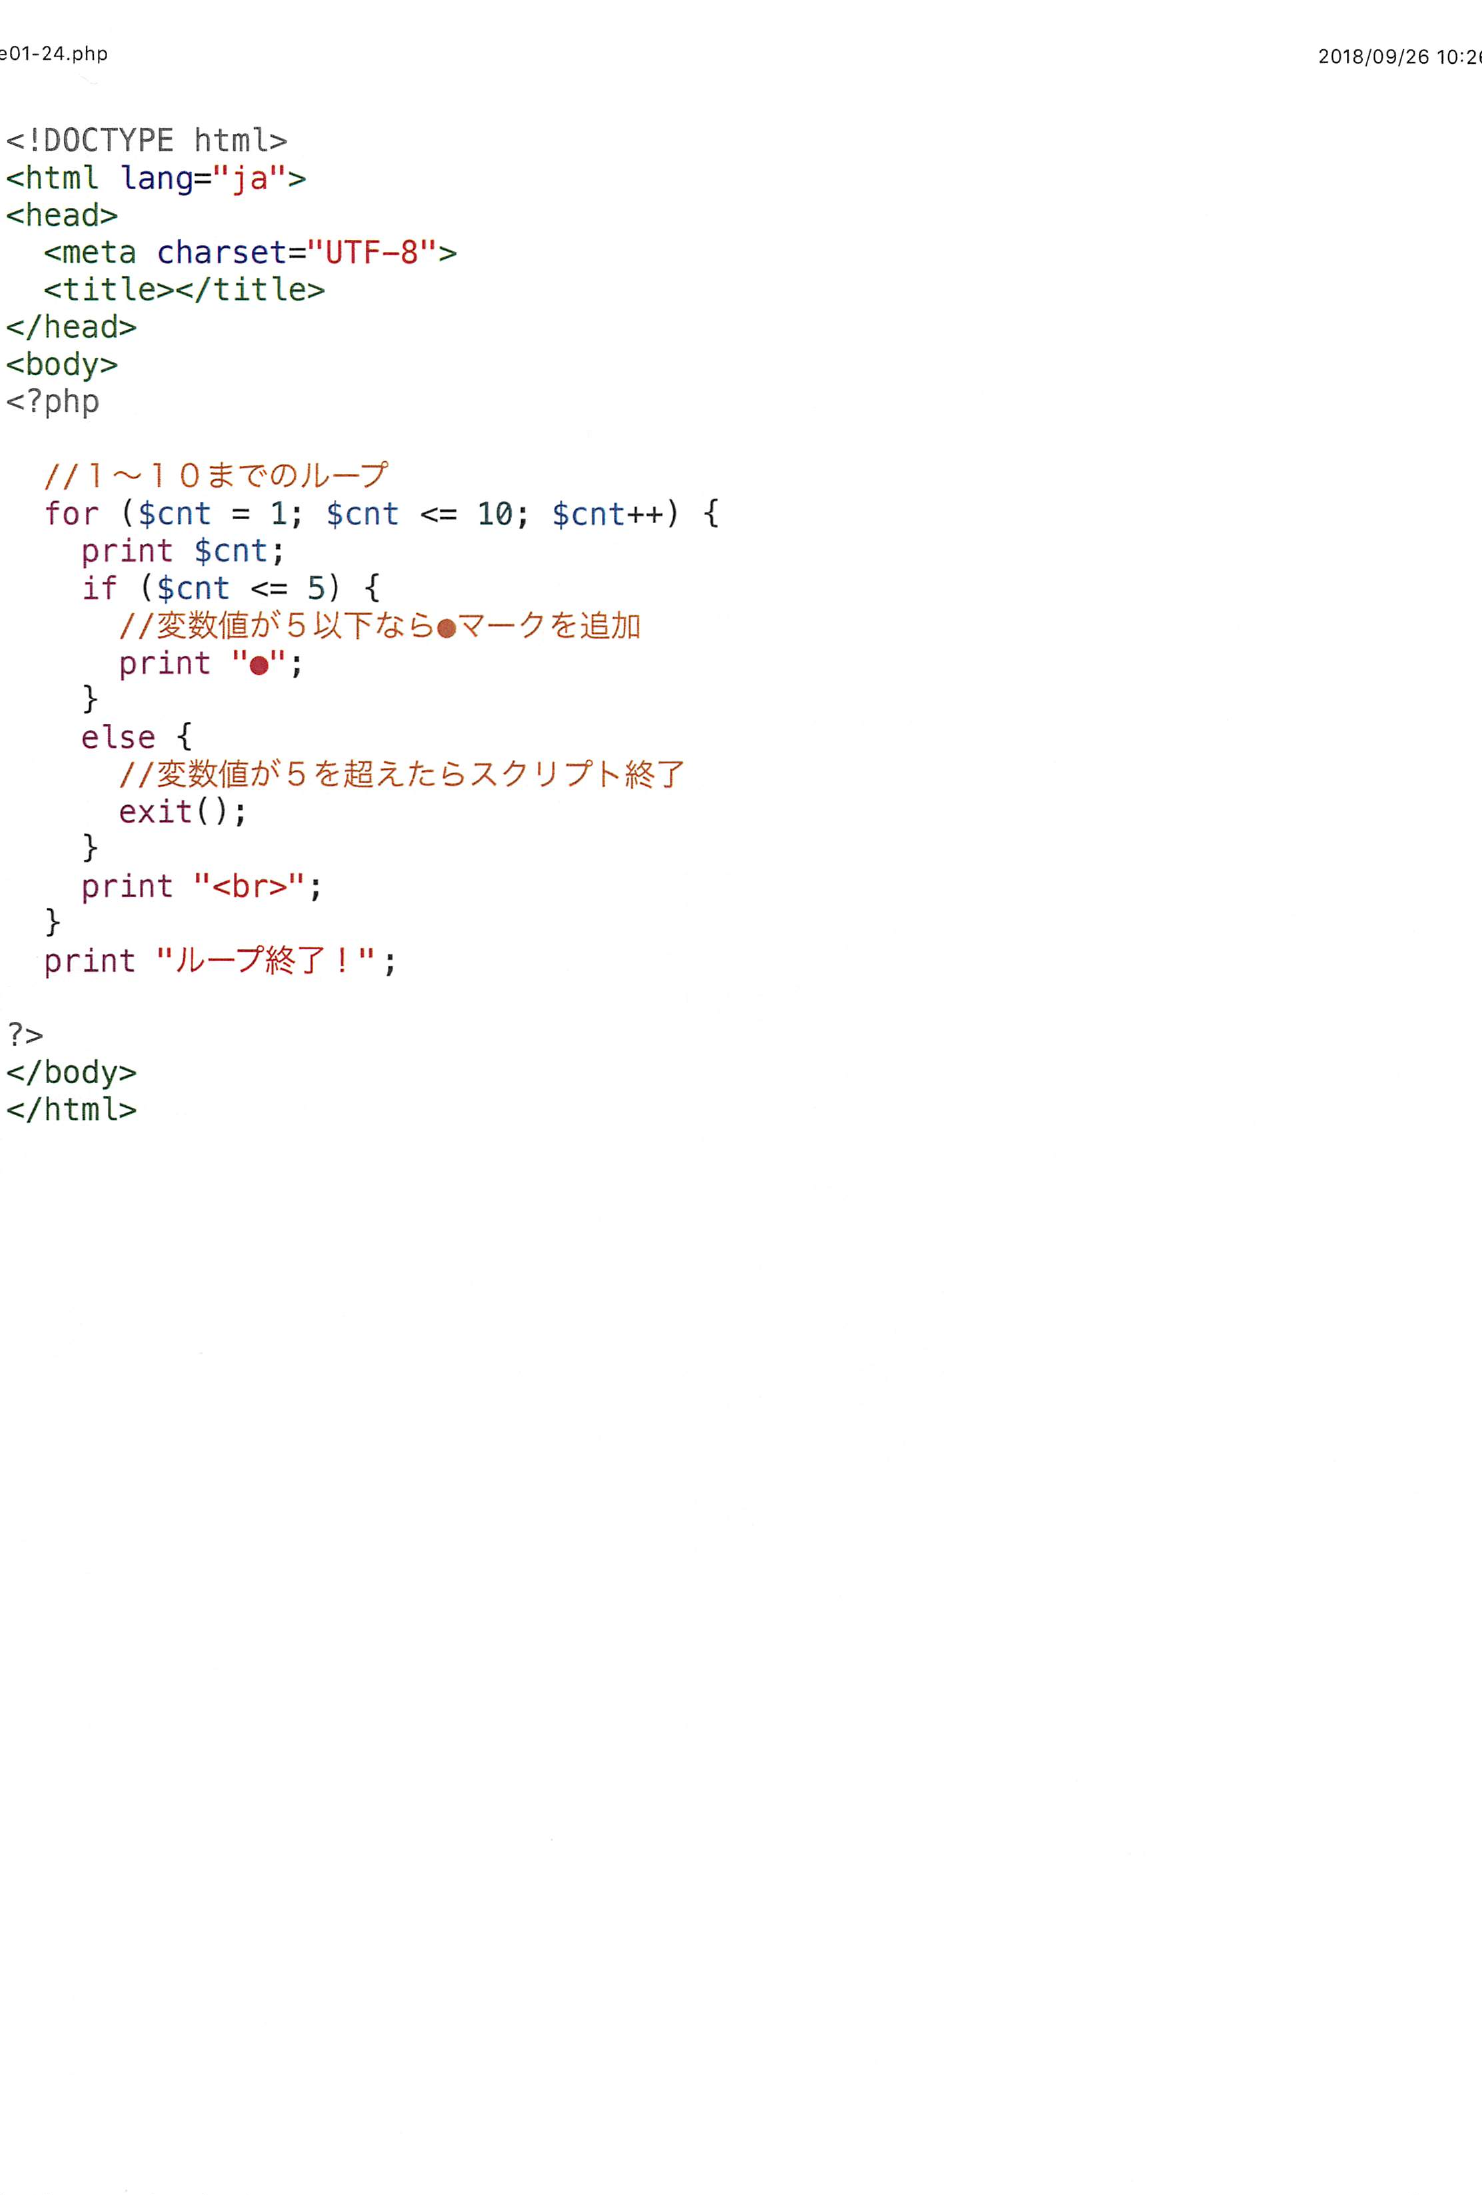 e01-24.php
2018/09/26 10:26
<!DOCTYPE html>
<html lang="ja">
<head>
  <meta charset="UTF-8">
  <title></title>
</head>
<body>
<?php

  //１～１０までのループ
  for ($cnt = 1; $cnt <= 10; $cnt++) {
    print $cnt;
    if ($cnt <= 5) {
      //変数値が５以下なら●マークを追加
      print "●";
    }
    else {
      //変数値が５を超えたらスクリプト終了
      exit();
    }
    print "<br>";
  }
  print "ループ終了！";

?>
</body>
</html>